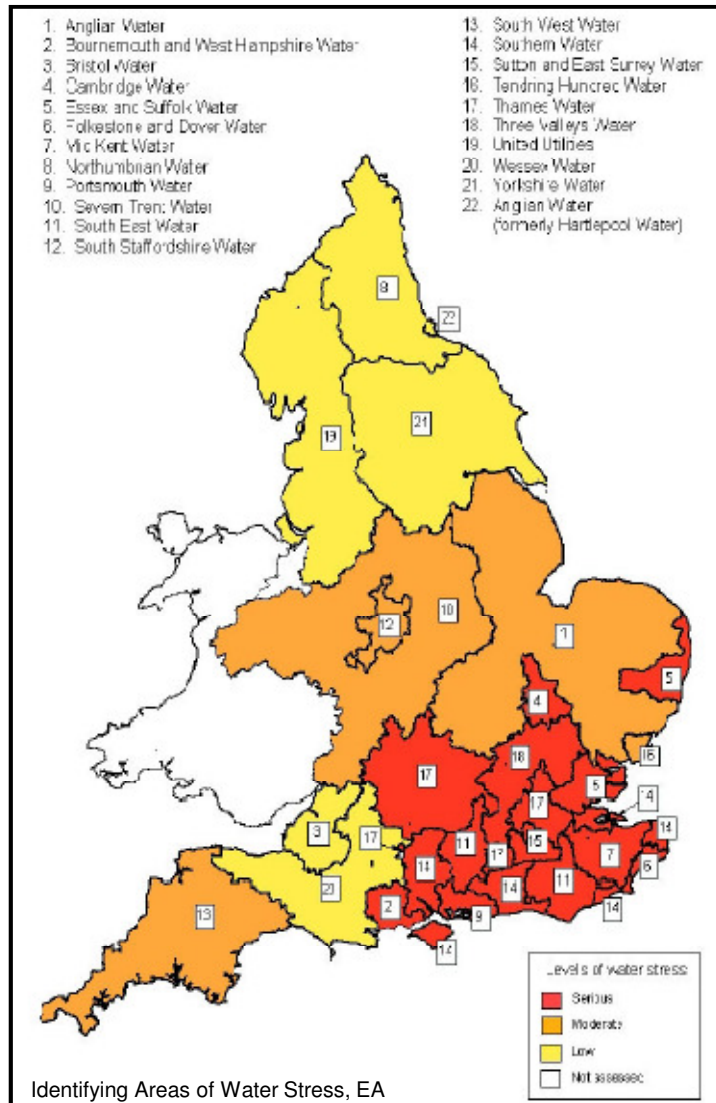 1. Anglian Water
2. Bournemouth and West Hampshire Water
3. Bristol Water
4. Cambridge Water
5. Essex and Suffolk Water
6. Folkestone and Dover Water
7. Mid Kent Water
8. Northumbrian Water
9. Portsmouth Water
10. Severn Trent Water
11. South East Water
12. South Staffordshire Water
13. South West Water
14. Southern Water
15. Sutton and East Surrey Water
16. Tendring Hundred Water
17. Thames Water
18. Three Valleys Water
19. United Utilities
20. Wessex Water
21. Yorkshire Water
22. Anglian Water
(formerly Hartlepool Water)
8
22
19
21
12
10
1
5
4
16
18
17
5
17
14
3
17
11
15
7
6
20
2
14
11
14
9
13
Levels of water stress
Serious
Moderate
Low
Not assessed
Identifying Areas of Water Stress, EA